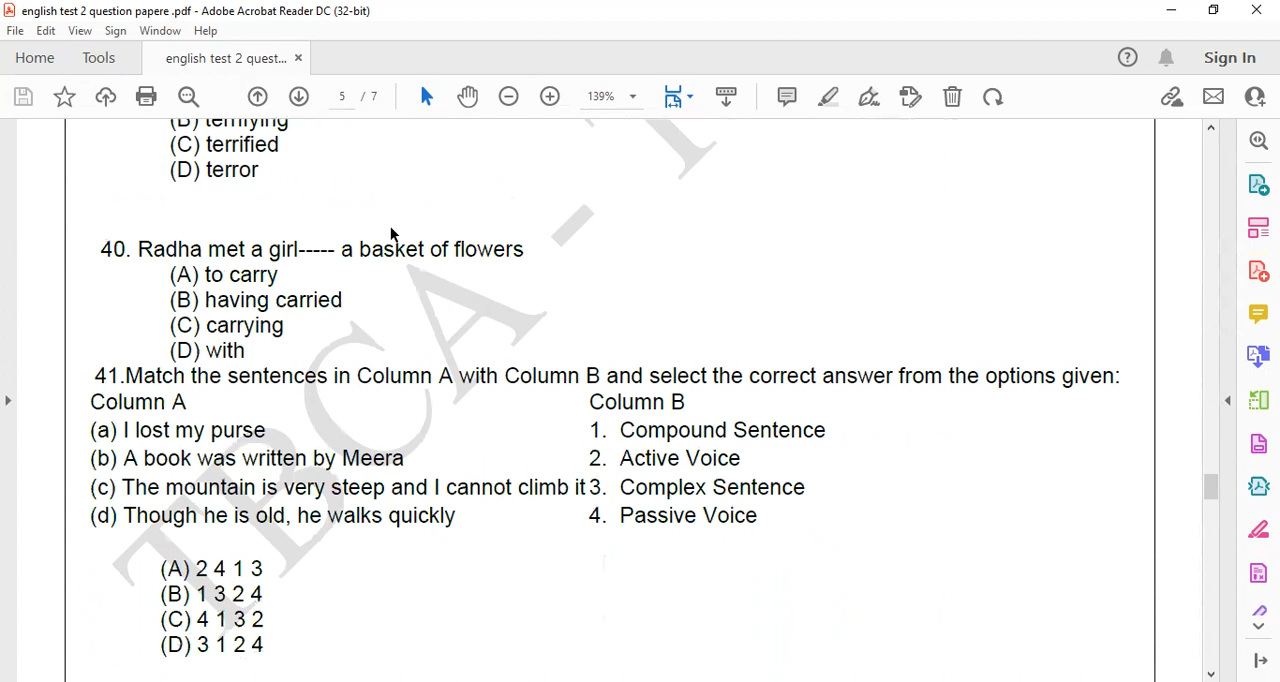 english test 2 question papere .pdf - Adobe Acrobat Reader DC (32-bit)
File Edit View Sign Window Help
Home Tools english test 2 quest... × Sign In
5 / 7 139%
(B) terrifying
(C) terrified
(D) terror
40. Radha met a girl----- a basket of flowers
(A) to carry
(B) having carried
(C) carrying
(D) with
41.Match the sentences in Column A with Column B and select the correct answer from the options given:
Column A Column B
(a) I lost my purse 1. Compound Sentence
(b) A book was written by Meera 2. Active Voice
(c) The mountain is very steep and I cannot climb it 3. Complex Sentence
(d) Though he is old, he walks quickly 4. Passive Voice
(A) 2 4 1 3
(B) 1 3 2 4
(C) 4 1 3 2
(D) 3 1 2 4
TBCA - T